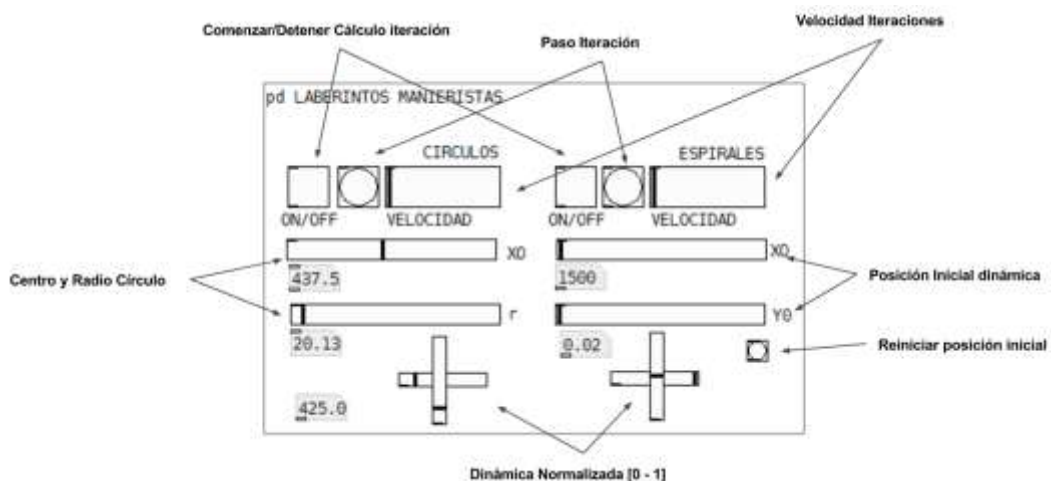 Velocidad Iteraciones
Comenzar/Detener Cálculo iteración
Paso Iteración
pd LABERINTOS MANIERISTAS
CIRCULOS
ESPIRALES
ON/OFF
VELOCIDAD
ON/OFF
VELOCIDAD
X0
X0
Centro y Radio Círculo
437.5
1500
Posición Inicial dinámica
r
Y0
20.13
0.02
Reiniciar posición inicial
425.0
Dinámica Normalizada [0 - 1]